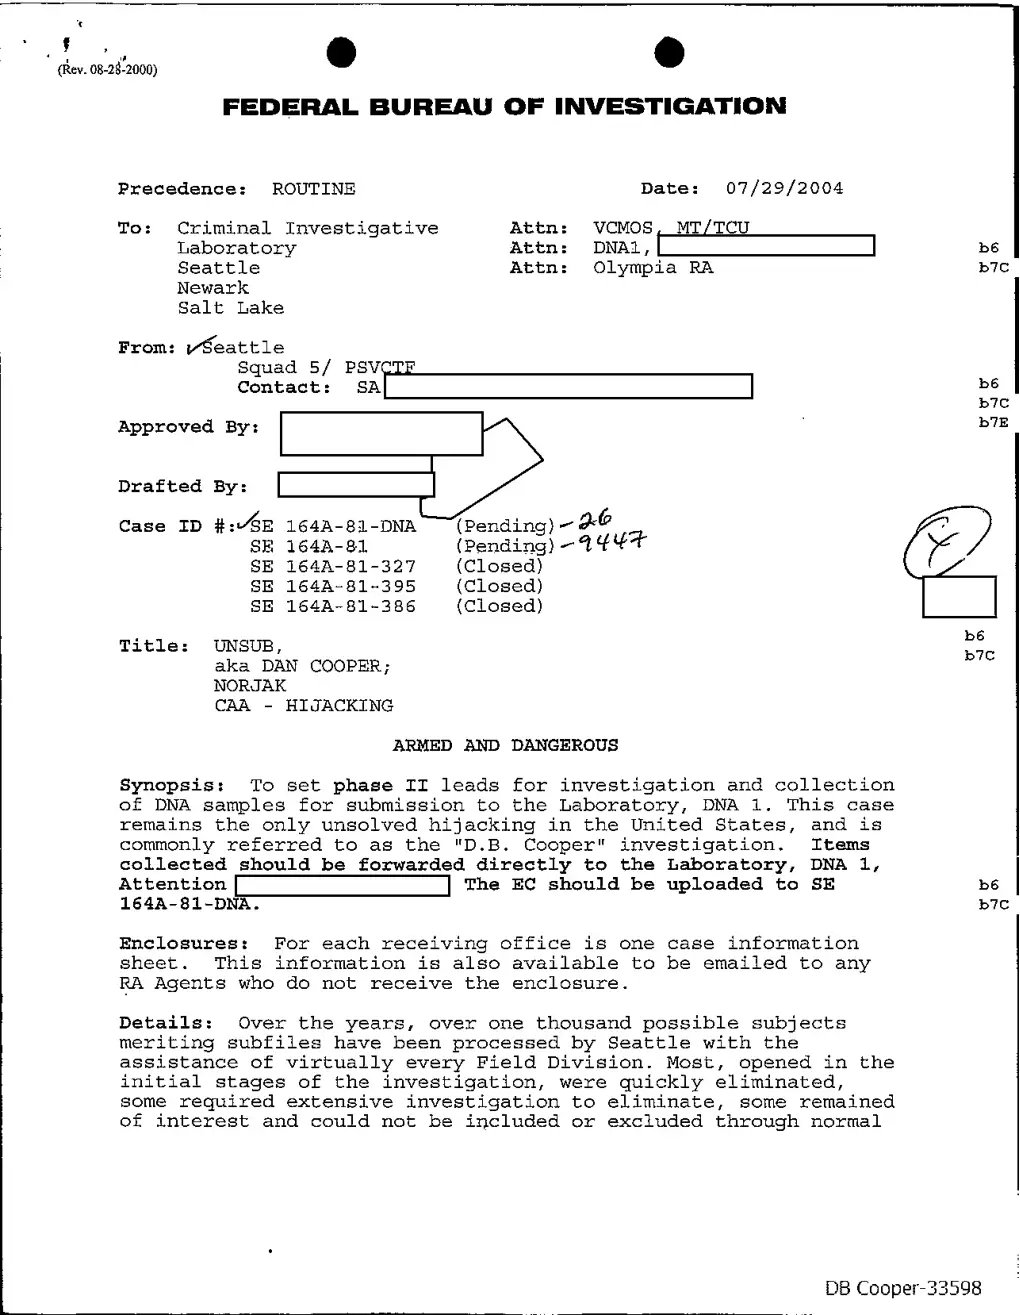 (Rev. 08-28-2000)
FEDERAL BUREAU OF INVESTIGATION
Precedence: ROUTINE Date: 07/29/2004
To: Criminal Investigative Attn: VCMOS, MT/TCU
Laboratory Attn: DNA1, b6
Seattle Attn: Olympia RA b7C
Newark
Salt Lake
From: Seattle
Squad 5/ PSVCTF
Contact: SA b6
b7C
Approved By: b7E
Drafted By:
Case ID #: SE 164A-81-DNA (Pending) - 26
SE 164A-81 (Pending) - 9447
SE 164A-81-327 (Closed)
SE 164A-81-395 (Closed)
SE 164A-81-386 (Closed)
b6
Title: UNSUB, b7C
aka DAN COOPER;
NORJAK
CAA - HIJACKING
ARMED AND DANGEROUS
Synopsis: To set phase II leads for investigation and collection
of DNA samples for submission to the Laboratory, DNA 1. This case
remains the only unsolved hijacking in the United States, and is
commonly referred to as the "D.B. Cooper" investigation. Items
collected should be forwarded directly to the Laboratory, DNA 1,
Attention The EC should be uploaded to SE b6
164A-81-DNA. b7C
Enclosures: For each receiving office is one case information
sheet. This information is also available to be emailed to any
RA Agents who do not receive the enclosure.
Details: Over the years, over one thousand possible subjects
meriting subfiles have been processed by Seattle with the
assistance of virtually every Field Division. Most, opened in the
initial stages of the investigation, were quickly eliminated,
some required extensive investigation to eliminate, some remained
of interest and could not be included or excluded through normal
DB Cooper-33598